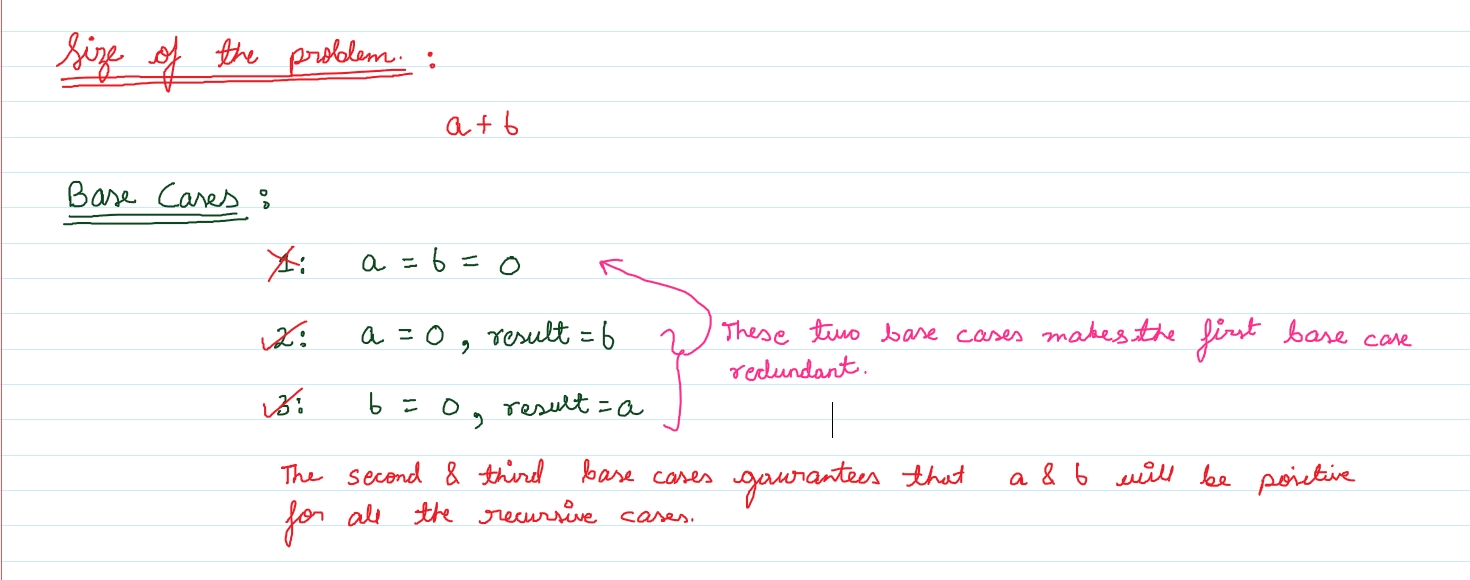 Size of the problem. :
a + b
Base Cases :
1: a = b = 0
2: a = 0, result = b
These two base cases makes the first base case
redundant.
3: b = 0, result = a
The second & third base cases gaurantees that a & b will be positive
for all the recursive cases.